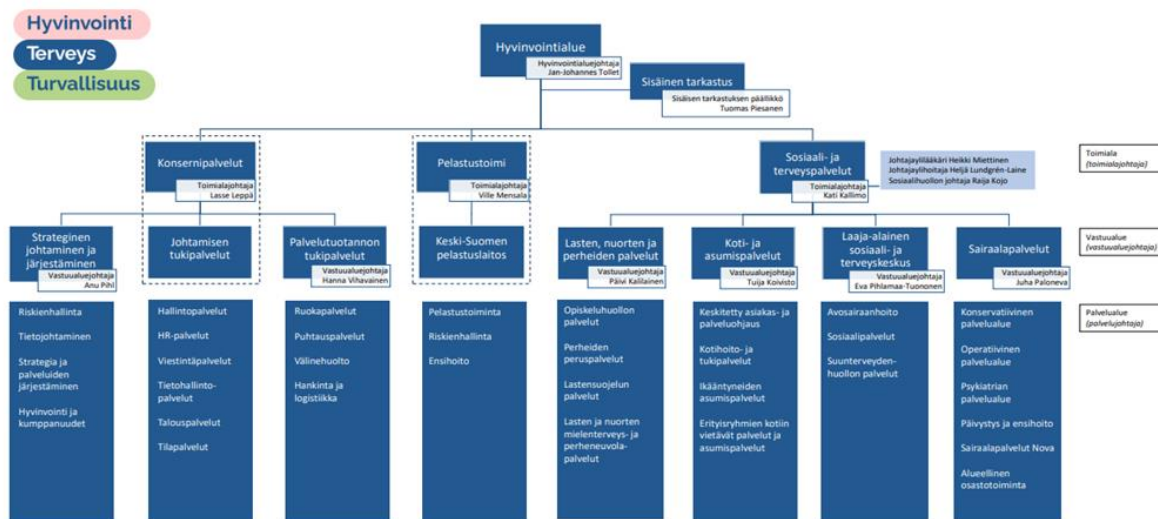 Hyvinvointi
Terveys
Turvallisuus
Hyvinvointialue
Hyvinvointialuejohtaja
Jan-Johannes Tollet
Sisäinen tarkastus
Sisäisen tarkastuksen päällikkö
Tuomas Piesanen
Konsernipalvelut
Toimialajohtaja
Lasse Leppä
Pelastustoimi
Toimialajohtaja
Ville Mensala
Sosiaali- ja
terveyspalvelut
Toimialajohtaja
Kati Kallimo
Johtajaylilääkäri Heikki Miettinen
Johtajaylihoitaja Heljä Lundgrén-Laine
Sosiaalihuollon johtaja Raija Kojo
Toimiala
(toimialajohtaja)
Strateginen
johtaminen ja
järjestäminen
Vastuualuejohtaja
Anu Pihl
Johtamisen
tukipalvelut
Palvelutuotannon
tukipalvelut
Vastuualuejohtaja
Hanna Vihavainen
Keski-Suomen
pelastuslaitos
Lasten, nuorten ja
perheiden palvelut
Vastuualuejohtaja
Päivi Kalilainen
Koti- ja
asumispalvelut
Vastuualuejohtaja
Tuija Koivisto
Laaja-alainen
sosiaali- ja
terveyskeskus
Vastuualuejohtaja
Eva Pihlamaa-Tuononen
Sairaalapalvelut
Vastuualuejohtaja
Juha Paloneva
Vastuualue
(vastuualuejohtaja)
Riskienhallinta
Tietojohtaminen
Strategia ja
palveluiden
järjestäminen
Hyvinvointi ja
kumppanuudet
Hallintopalvelut
HR-palvelut
Viestintäpalvelut
Tietohallinto-
palvelut
Talouspalvelut
Tilapalvelut
Ruokapalvelut
Puhtauspalvelut
Välinehuolto
Hankinta ja
logistiikka
Pelastustoiminta
Riskienhallinta
Ensihoito
Opiskeluhuollon
palvelut
Perheiden
peruspalvelut
Lastensuojelun
palvelut
Lasten ja nuorten
mielenterveys- ja
perheneuvola-
palvelut
Keskitetty asiakas- ja
palveluohjaus
Kotihoito- ja
tukipalvelut
Ikääntyneiden
asumispalvelut
Erityisryhmien kotiin
vietävät palvelut ja
asumispalvelut
Avosairaanhoito
Sosiaalipalvelut
Suunterveyden-
huollon palvelut
Konservatiivinen
palvelualue
Operatiivinen
palvelualue
Psykiatrian
palvelualue
Päivystys ja ensihoito
Sairaalapalvelut Nova
Alueellinen
osastotoiminta
Palvelualue
(palvelujohtaja)